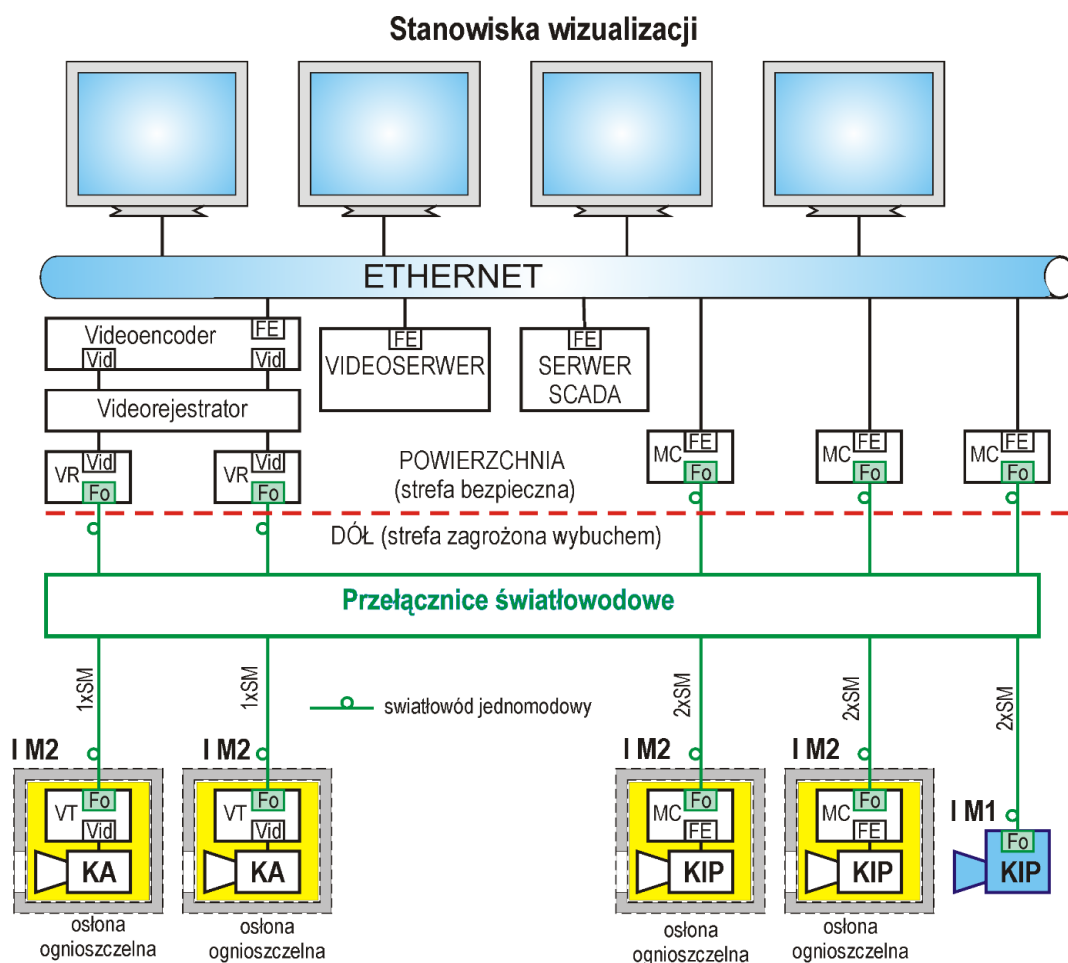 Stanowiska wizualizacji
ETHERNET
Videoencoder
FE
Vid
Vid
FE
VIDEOSERWER
FE
SERWER
SCADA
Videorejestrator
VR
Vid
Fo
VR
Vid
Fo
POWIERZCHNIA
(strefa bezpieczna)
MC
FE
Fo
MC
FE
Fo
MC
FE
Fo
DÓŁ (strefa zagrożona wybuchem)
Przełącznice światłowodowe
1xSM
1xSM
2xSM
2xSM
2xSM
swiatłowód jednomodowy
I M2
I M2
I M2
I M2
I M1
Fo
VT
Vid
KA
Fo
VT
Vid
KA
Fo
MC
FE
KIP
Fo
MC
FE
KIP
Fo
KIP
osłona
ognioszczelna
osłona
ognioszczelna
osłona
ognioszczelna
osłona
ognioszczelna